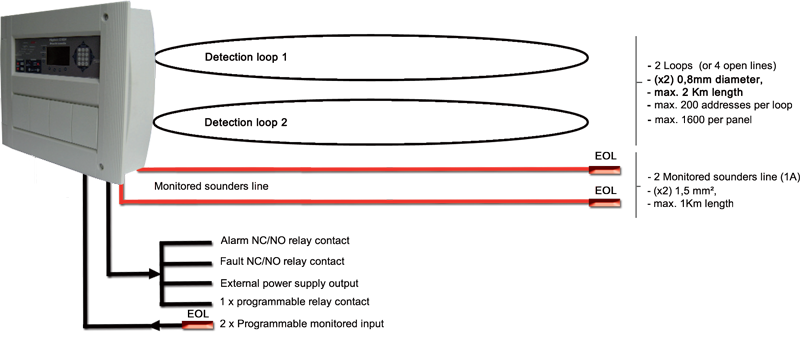 Detection loop 1
- 2 Loops (or 4 open lines)
- (x2) 0,8mm diameter,
- max. 2 Km length
- max. 200 addresses per loop
- max. 1600 per panel
Detection loop 2
EOL
Monitored sounders line
EOL
- 2 Monitored sounders line (1A)
- (x2) 1,5 mm²,
- max. 1Km length
Alarm NC/NO relay contact
Fault NC/NO relay contact
External power supply output
1 x programmable relay contact
EOL
2 x Programmable monitored input